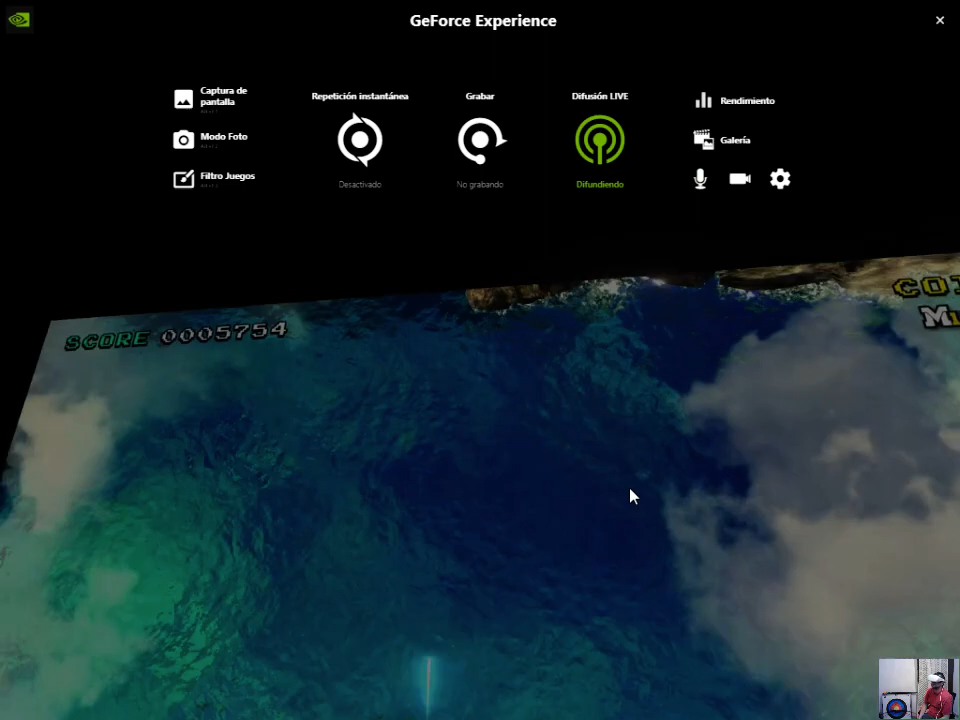 GeForce Experience
Captura de
pantalla
Modo Foto
Filtro Juegos
Repetición instantánea
Desactivado
Grabar
No grabando
Difusión LIVE
Difundiendo
Rendimiento
Galería
SCORE 0005754